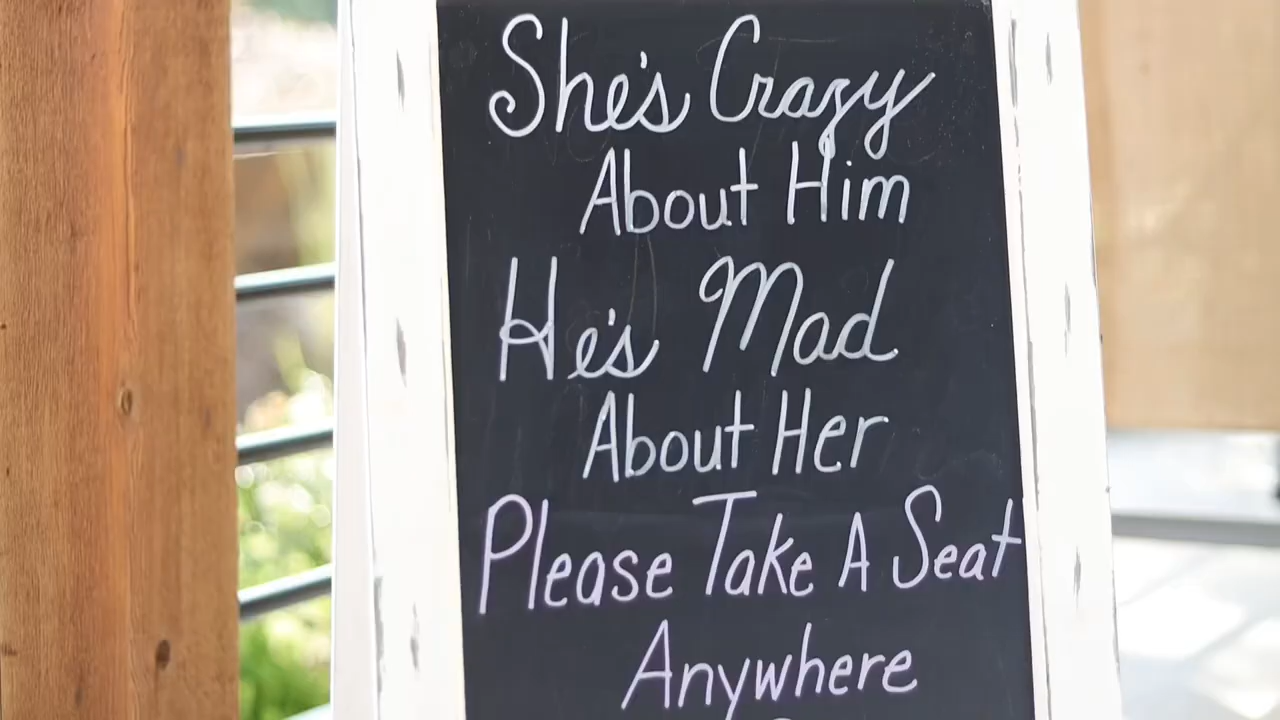 She's Crazy
About Him
He's Mad
About Her
Please Take A Seat
Anywhere